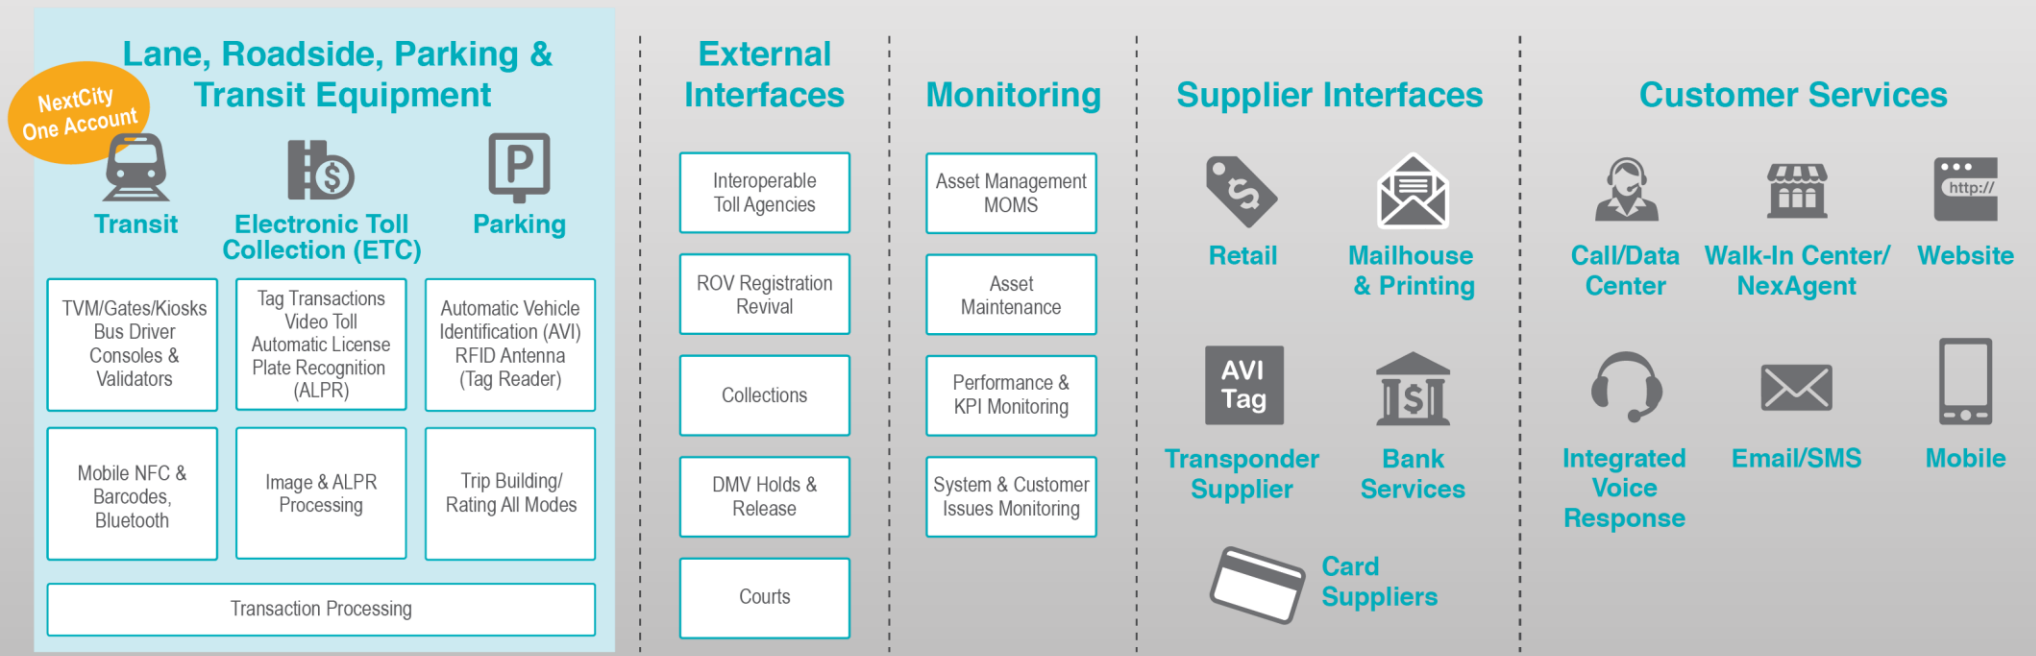 Lane, Roadside, Parking &
Transit Equipment
NextCity
One Account
Transit
Electronic Toll
Collection (ETC)
P
Parking
TVM/Gates/Kiosks
Bus Driver
Consoles &
Validators
Tag Transactions
Video Toll
Automatic License
Plate Recognition
(ALPR)
Automatic Vehicle
Identification (AVI)
RFID Antenna
(Tag Reader)
Mobile NFC &
Barcodes,
Bluetooth
Image & ALPR
Processing
Trip Building/
Rating All Modes
Transaction Processing
External
Interfaces
Interoperable
Toll Agencies
ROV Registration
Revival
Collections
DMV Holds &
Release
Courts
Monitoring
Asset Management
MOMS
Asset
Maintenance
Performance &
KPI Monitoring
System & Customer
Issues Monitoring
Supplier Interfaces
Retail
Mailhouse
& Printing
AVI
Tag
Transponder
Supplier
Bank
Services
Card
Suppliers
Customer Services
Call/Data
Center
Walk-In Center/
NexAgent
http://
Website
Integrated
Voice
Response
Email/SMS
Mobile